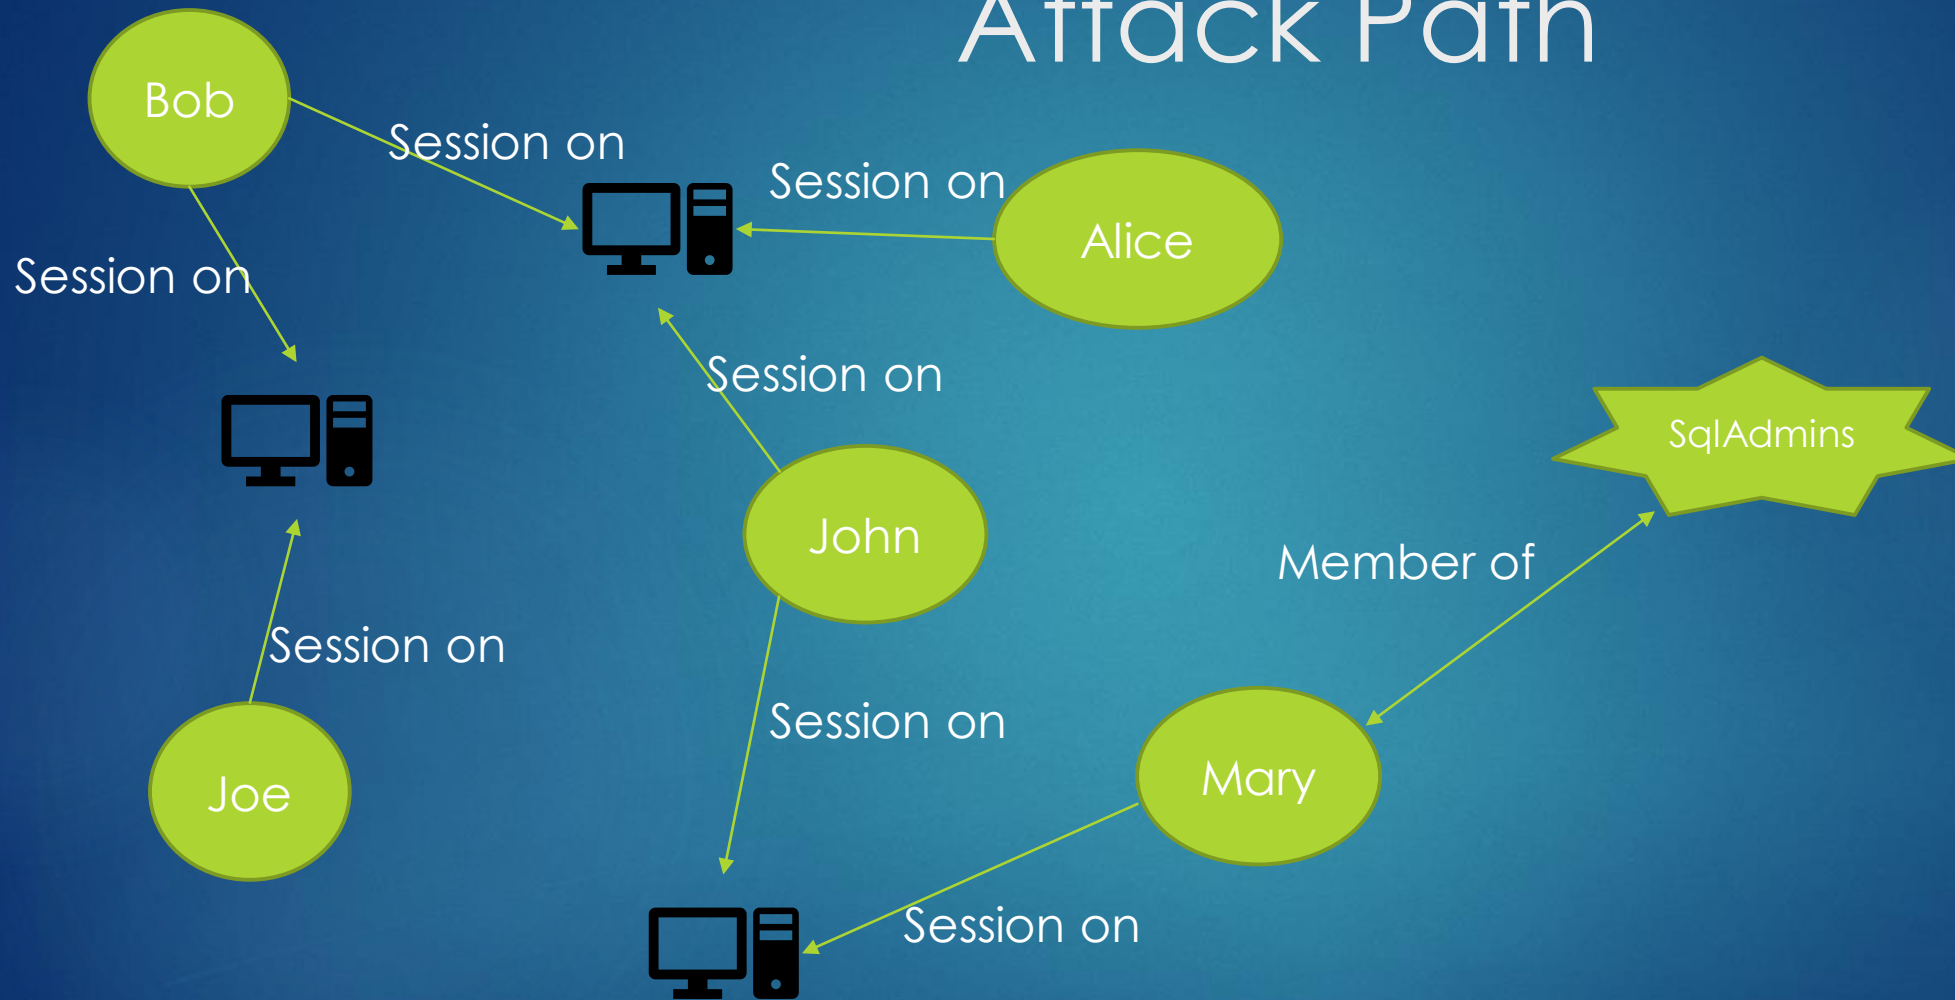 Attack Path
Bob
Session on
Session on
Alice
Session on
Session on
SqlAdmins
John
Member of
Session on
Session on
Mary
Joe
Session on